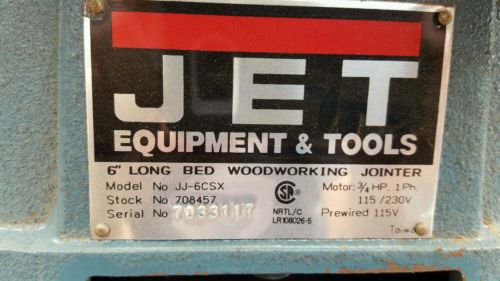 JET
EQUIPMENT & TOOLS
6" LONG BED WOODWORKING JOINTER
Model No JJ-6CSX
Stock No 708457
Serial No 7033117
NRTL/C
LR108026-5
Motor: 3/4 HP. 1Ph.
115/230V
Prewired 115V
Taiwan